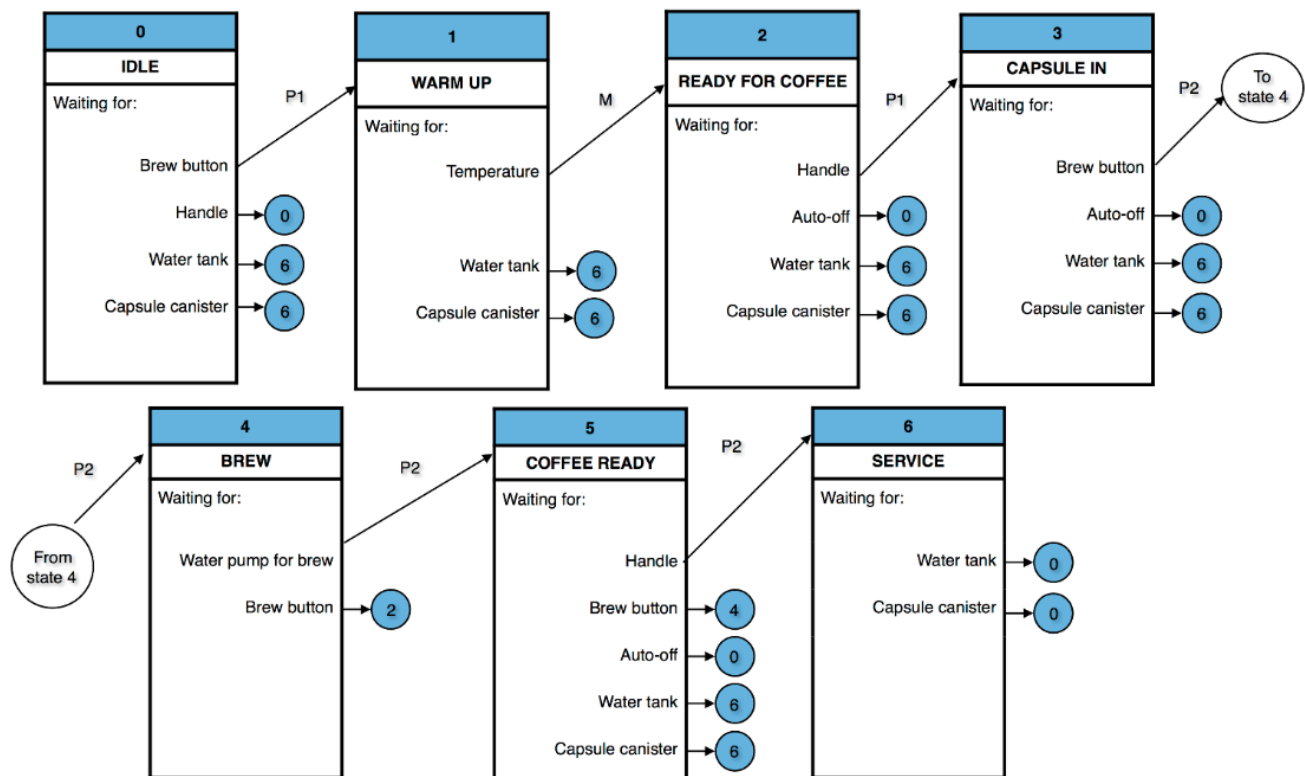 0
IDLE
Waiting for:
Brew button
Handle
0
Water tank
6
Capsule canister
6
P1
1
WARM UP
Waiting for:
Temperature
Water tank
6
Capsule canister
6
M
2
READY FOR COFFEE
Waiting for:
Handle
Auto-off
0
Water tank
6
Capsule canister
6
P1
3
CAPSULE IN
Waiting for:
Brew button
Auto-off
0
Water tank
6
Capsule canister
6
P2
To
state 4
From
state 4
P2
4
BREW
Waiting for:
Water pump for brew
Brew button
2
P2
5
COFFEE READY
Waiting for:
Handle
Brew button
4
Auto-off
0
Water tank
6
Capsule canister
6
P2
6
SERVICE
Waiting for:
Water tank
0
Capsule canister
0